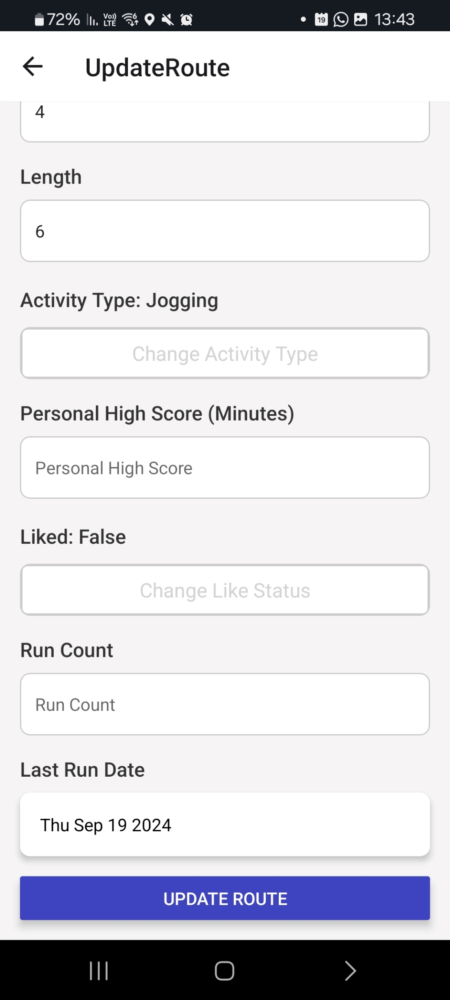 72% Vo)) LTE 6 19 13:43
UpdateRoute
4
Length
6
Activity Type: Jogging
Change Activity Type
Personal High Score (Minutes)
Personal High Score
Liked: False
Change Like Status
Run Count
Run Count
Last Run Date
Thu Sep 19 2024
UPDATE ROUTE